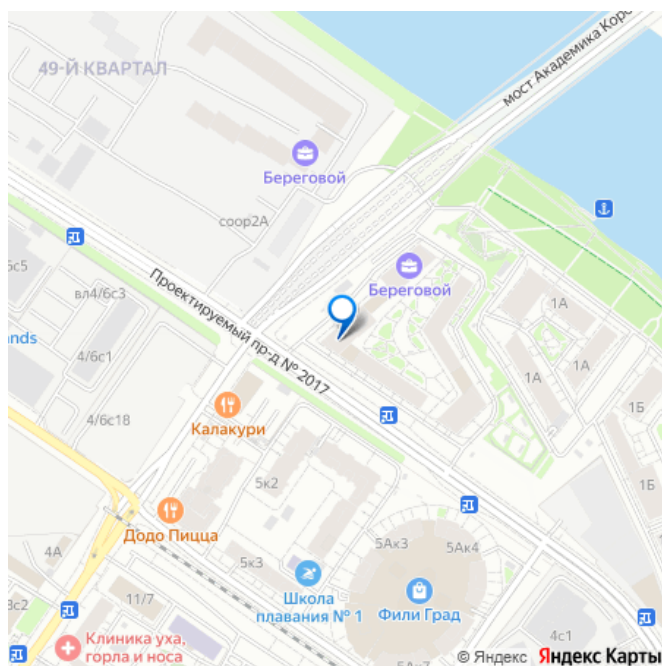 мост Академика Коро
49-Й КВАРТАЛ
Береговой
соор2А
6с5
вл4/6с3
Береговой
Проектируемый пр-д № 2017
1А
nds
4/6с1
1А
1Б
Калакури
4/6с18
5к2
1Б
Додо Пицца
4А
5к3
5Ак3
5Ак4
11/7
Школа
плавания № 1
Фили Град
3с2
4с1
Клиника уха,
горла и носа
© Яндекс Яндекс Карты